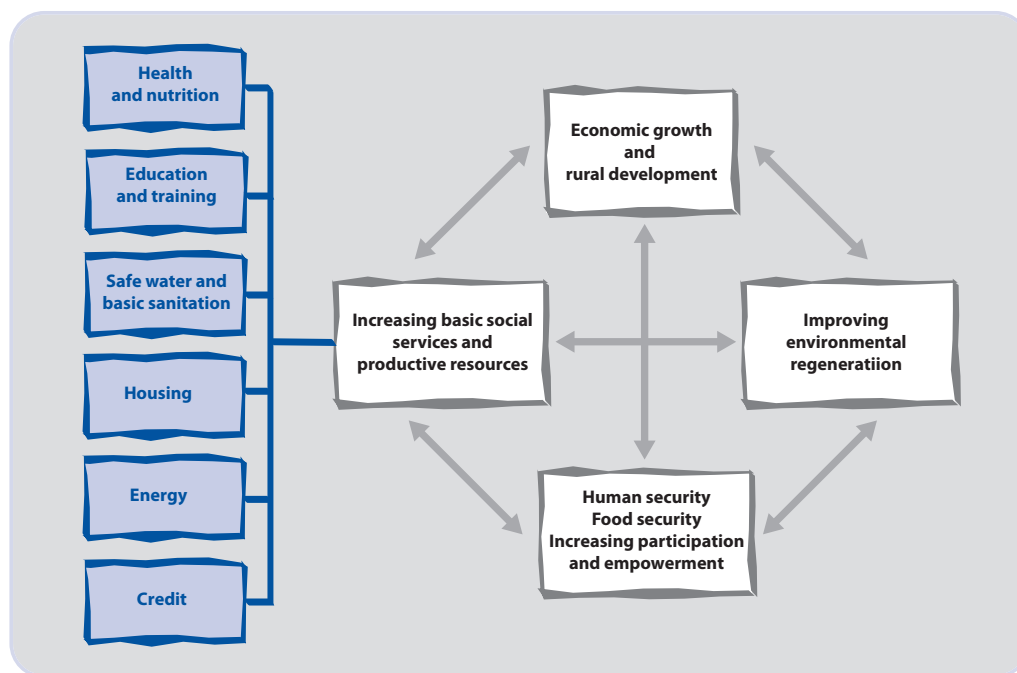 Health
and nutrition
Education
and training
Safe water and
basic sanitation
Housing
Energy
Credit
Economic growth
and
rural development
Increasing basic social
services and
productive resources
Improving
environmental
regeneratiion
Human security
Food security
Increasing participation
and empowerment